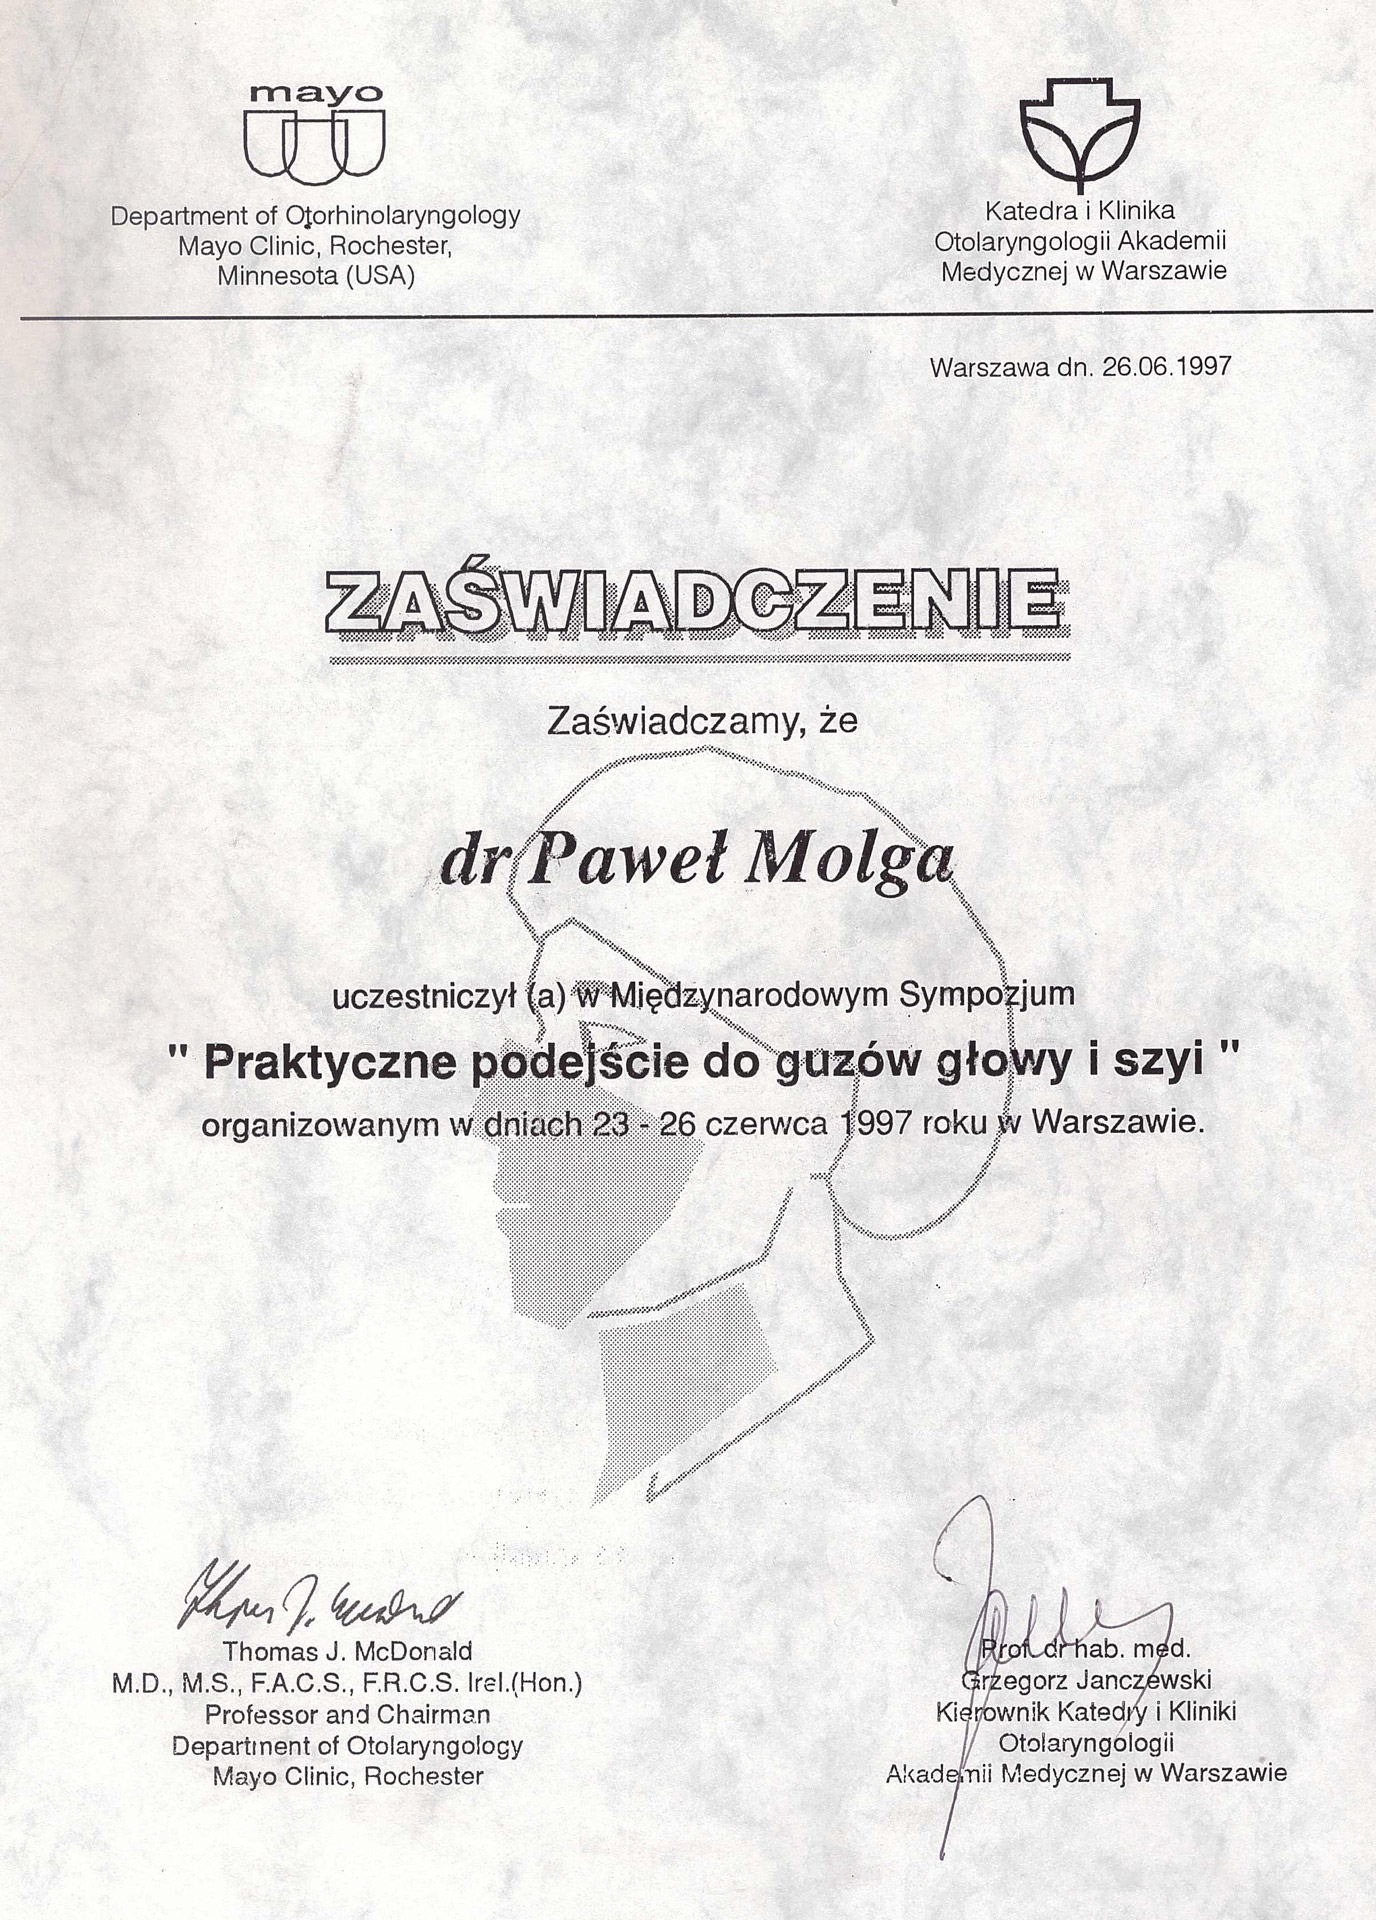 mayo
Department of Otorhinolaryngology
Mayo Clinic, Rochester,
Minnesota (USA)
Katedra i Klinika
Otolaryngologii Akademii
Medycznej w Warszawie
Warszawa dn. 26.06.1997
ZAŚWIADCZENIE
Zaświadczamy, że
dr Paweł Molga
uczestniczył (a) w Międzynarodowym Sympozjum
" Praktyczne podejście do guzów głowy i szyi "
organizowanym w dniach 23 - 26 czerwca 1997 roku w Warszawie.
Thomas J. McDonald
M.D., M.S., F.A.C.S., F.R.C.S. Irel.(Hon.)
Professor and Chairman
Department of Otolaryngology
Mayo Clinic, Rochester
Prof. dr hab. med.
Grzegorz Janczewski
Kierownik Katedry i Kliniki
Otolaryngologii
Akademii Medycznej w Warszawie